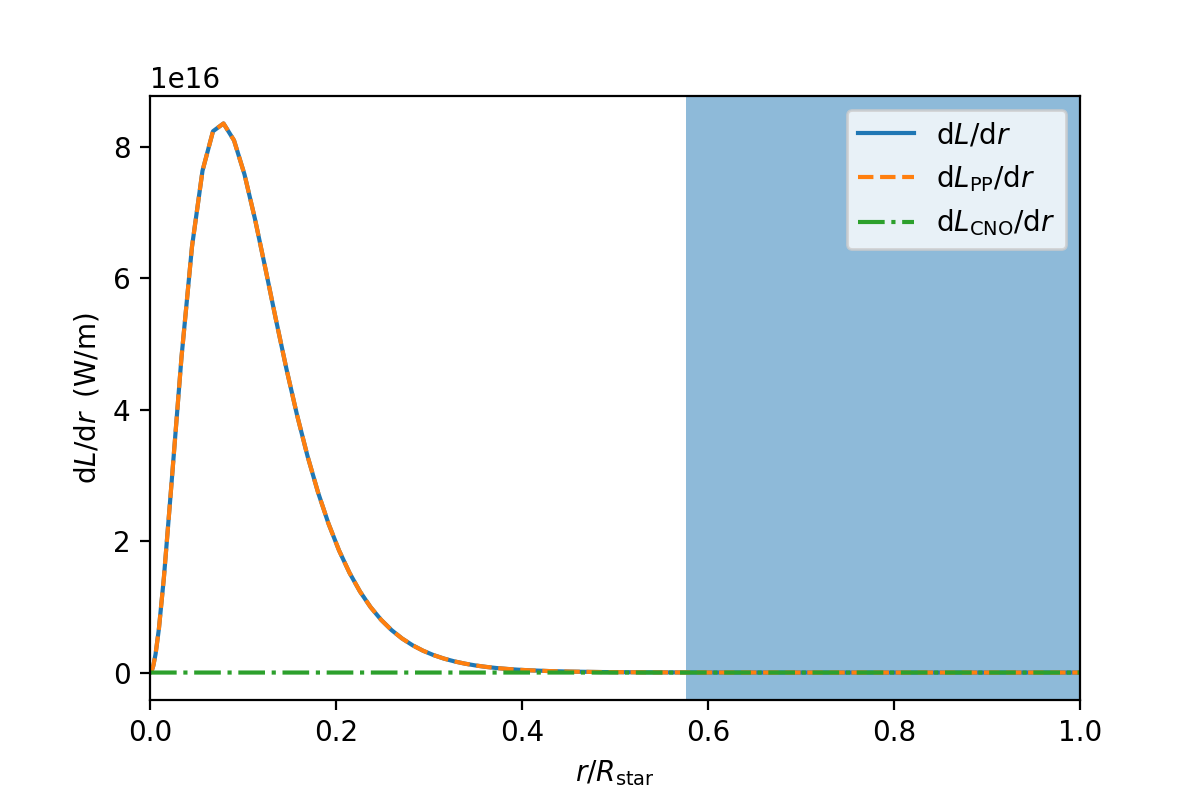 1e16
8
6
4
2
0
dL/dr (W/m)
dL/dr
dL_PP/dr
dL_CNO/dr
0.0 0.2 0.4 0.6 0.8 1.0
r/R_star